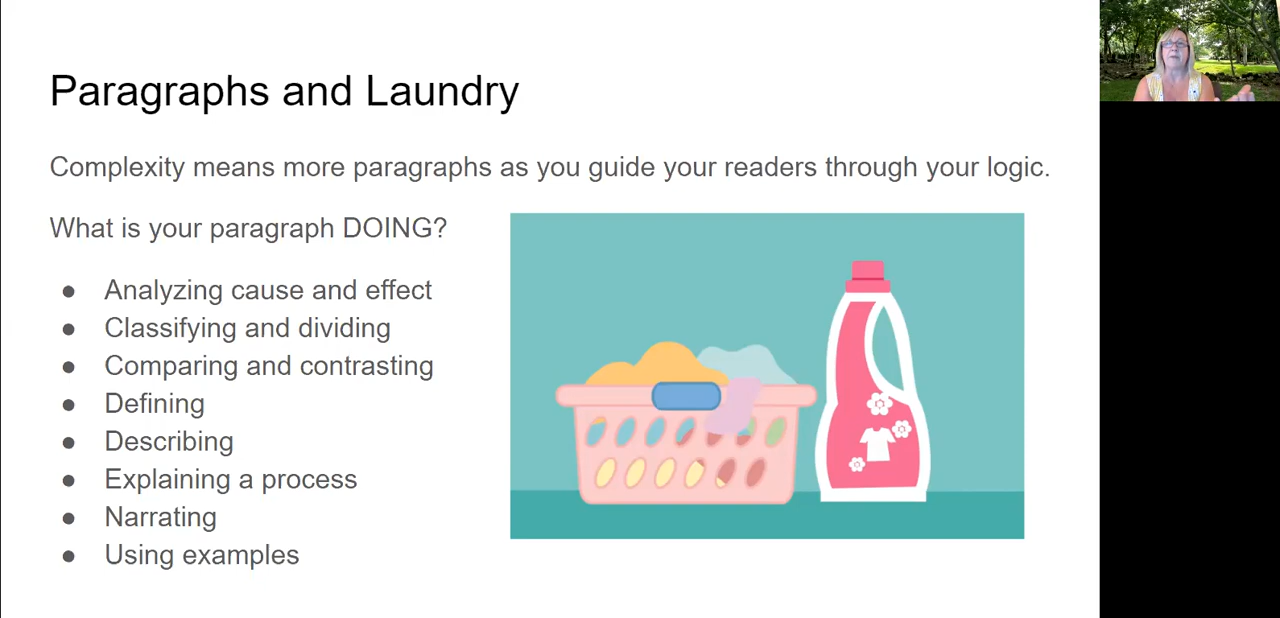 Paragraphs and Laundry
Complexity means more paragraphs as you guide your readers through your logic.
What is your paragraph DOING?
● Analyzing cause and effect
● Classifying and dividing
● Comparing and contrasting
● Defining
● Describing
● Explaining a process
● Narrating
● Using examples